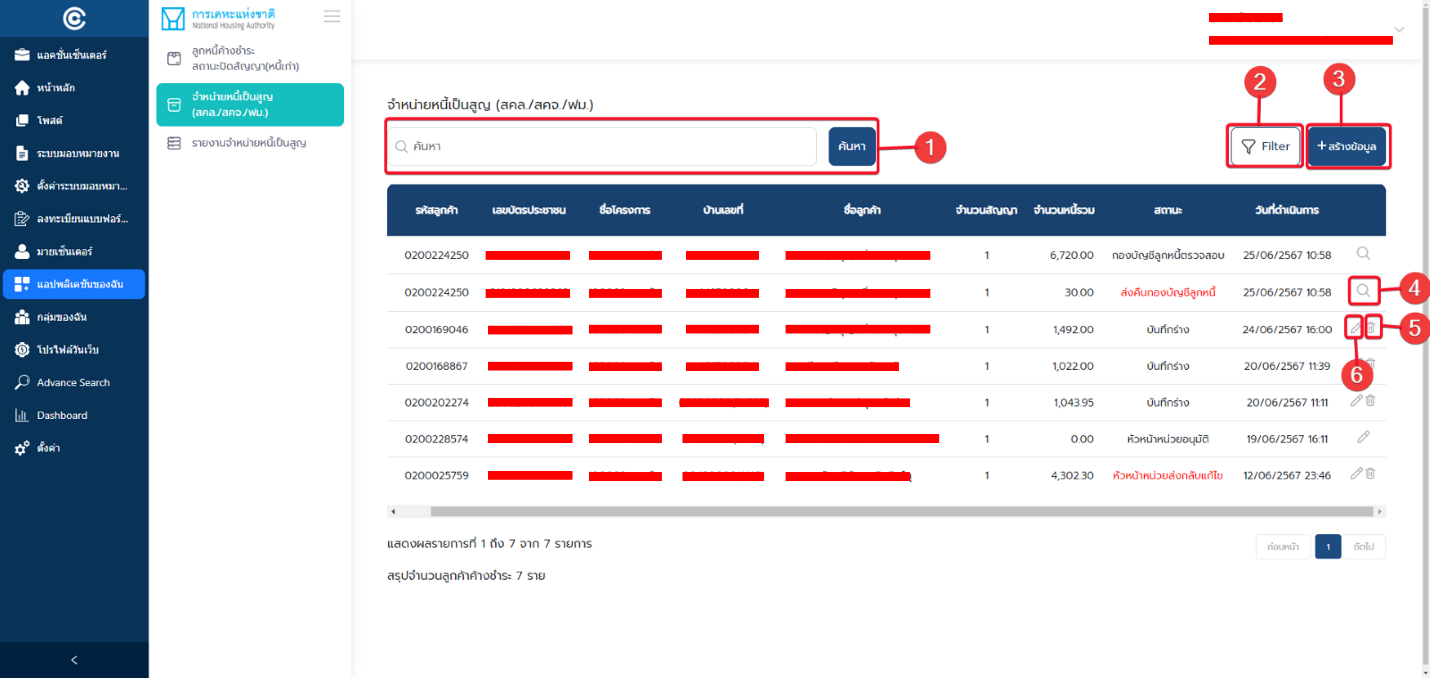 การเคหะแห่งชาติ
National Housing Authority
แอคชั่นเซ็นเตอร์
หน้าหลัก
โพสต์
ระบบมอบหมายงาน
ตั้งค่าระบบมอบหมา...
ลงทะเบียนแบบฟอร์...
มายเซ็นเตอร์
แอปพลิเคชันของฉัน
กลุ่มของฉัน
โปรไฟล์วันเว็บ
Advance Search
Dashboard
ตั้งค่า
ลูกหนี้ค้างชำระ
สถานะปิดสัญญา(หนี้เก่า)
จำหน่ายหนี้เป็นสูญ
(สคล./สคจ./ฟม.)
รายงานจำหน่ายหนี้เป็นสูญ
จำหน่ายหนี้เป็นสูญ (สคล./สคจ./ฟม.)
ค้นหา ค้นหา 1 2 Filter 3 +สร้างข้อมูล
รหัสลูกค้า เลขบัตรประชาชน ชื่อโครงการ บ้านเลขที่ ชื่อลูกค้า จำนวนสัญญา จำนวนหนี้รวม สถานะ วันที่ดำเนินการ
0200224250 1 6,720.00 กองบัญชีลูกหนี้ตรวจสอบ 25/06/2567 10:58
0200224250 1 30.00 ส่งคืนกองบัญชีลูกหนี้ 25/06/2567 10:58 4
0200169046 1 1,492.00 บันทึกร่าง 24/06/2567 16:00 5
0200168867 1 1,022.00 บันทึกร่าง 20/06/2567 11:39 6
0200202274 1 1,043.95 บันทึกร่าง 20/06/2567 11:11
0200228574 1 0.00 หัวหน้าหน่วยอนุมัติ 19/06/2567 16:11
0200025759 1 4,302.30 หัวหน้าหน่วยส่งกลับแก้ไข 12/06/2567 23:46
แสดงผลรายการที่ 1 ถึง 7 จาก 7 รายการ
ก่อนหน้า 1 ถัดไป
สรุปจำนวนลูกค้าค้างชำระ 7 ราย